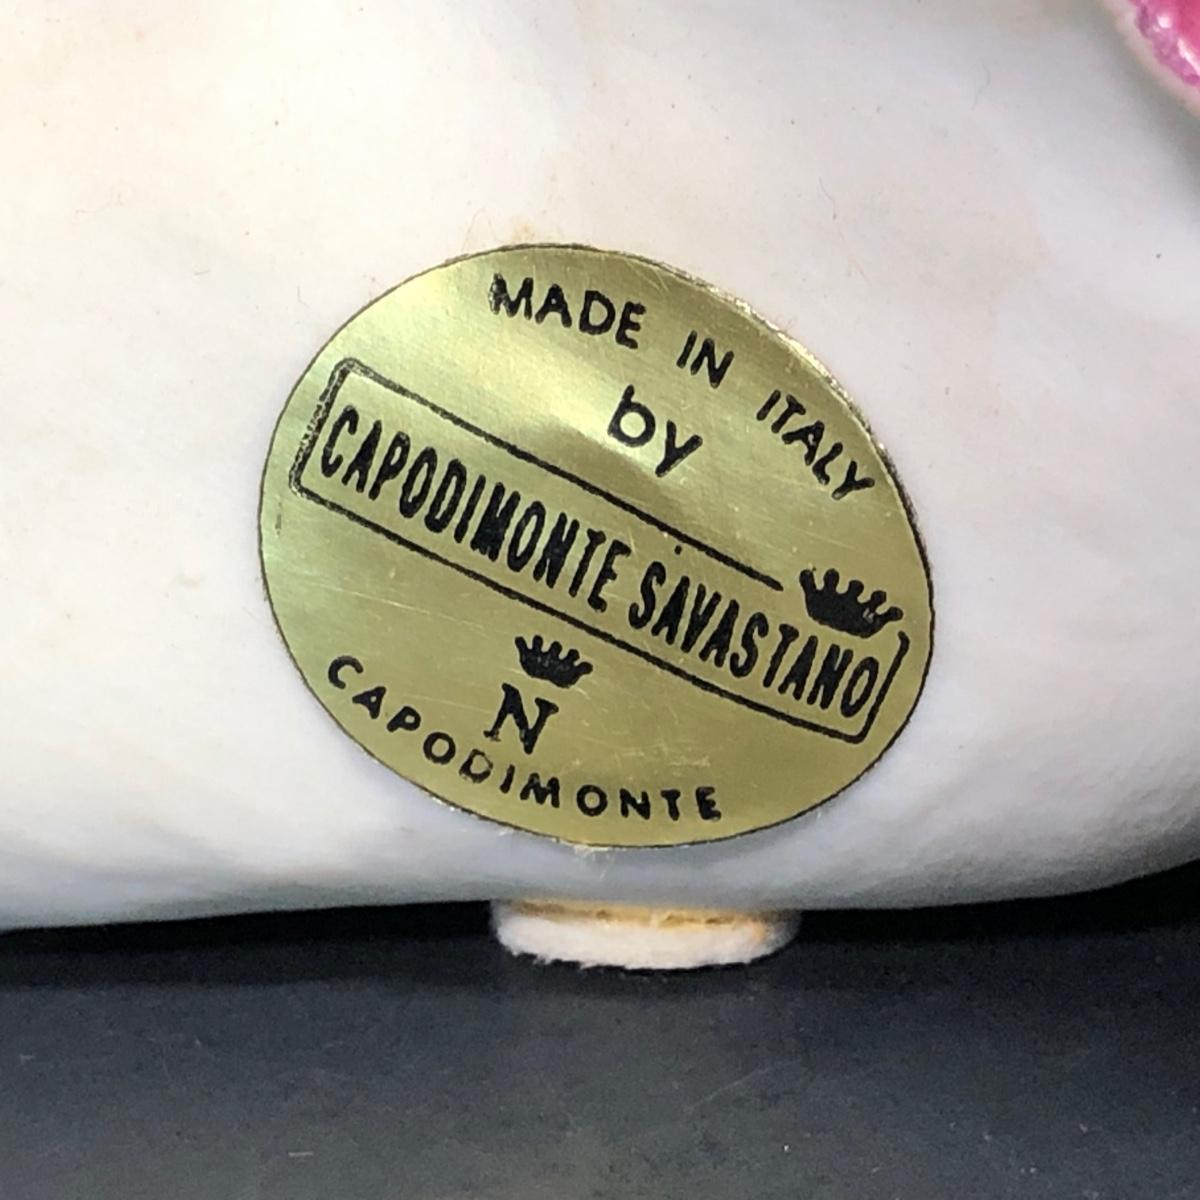 MADE IN ITALY
by
CAPODIMONTE SAVASTANO
N
CAPODIMONTE